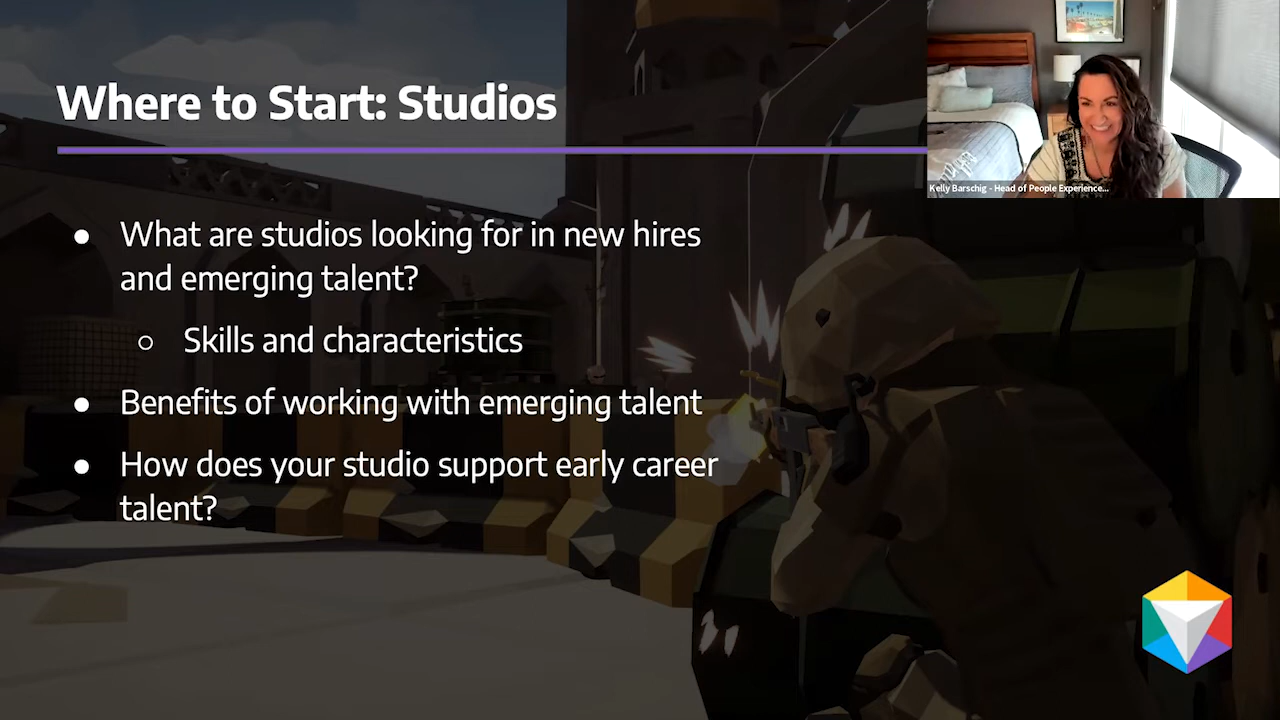 Where to Start: Studios
Kelly Barschig - Head of People Experience...
● What are studios looking for in new hires
and emerging talent?
○ Skills and characteristics
● Benefits of working with emerging talent
● How does your studio support early career
talent?